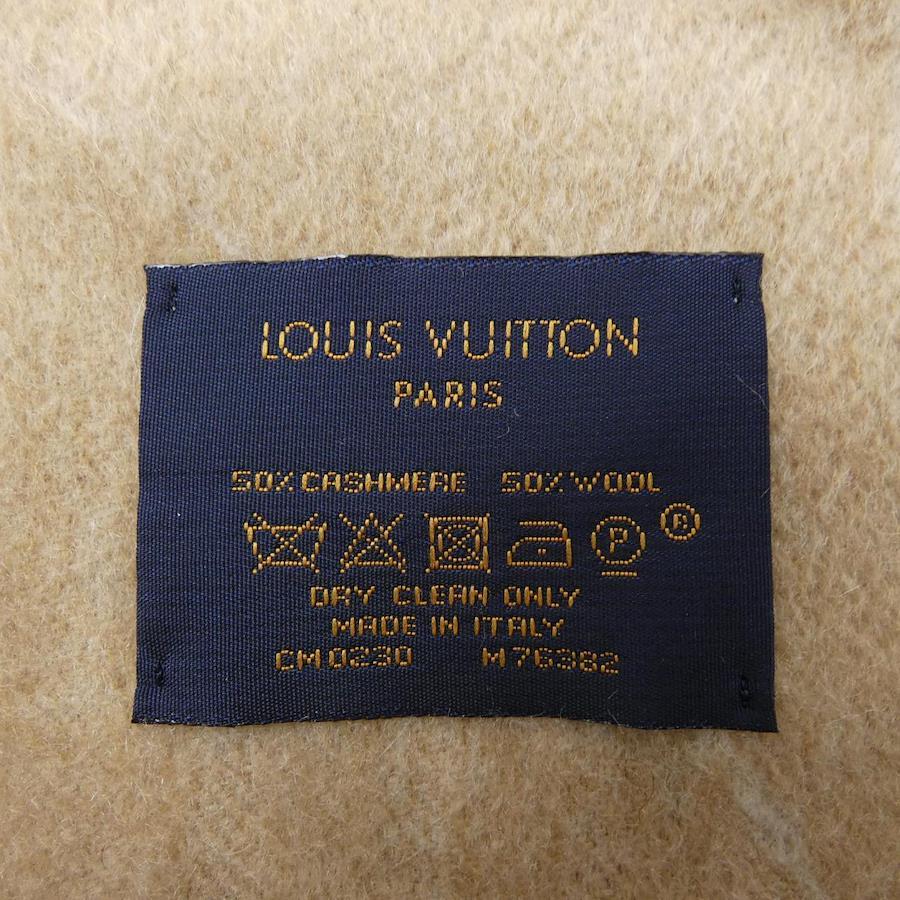 LOUIS VUITTON
PARIS
50% CASHMERE 50% WOOL
P ®
DRY CLEAN ONLY
MADE IN ITALY
CM0230 M76382